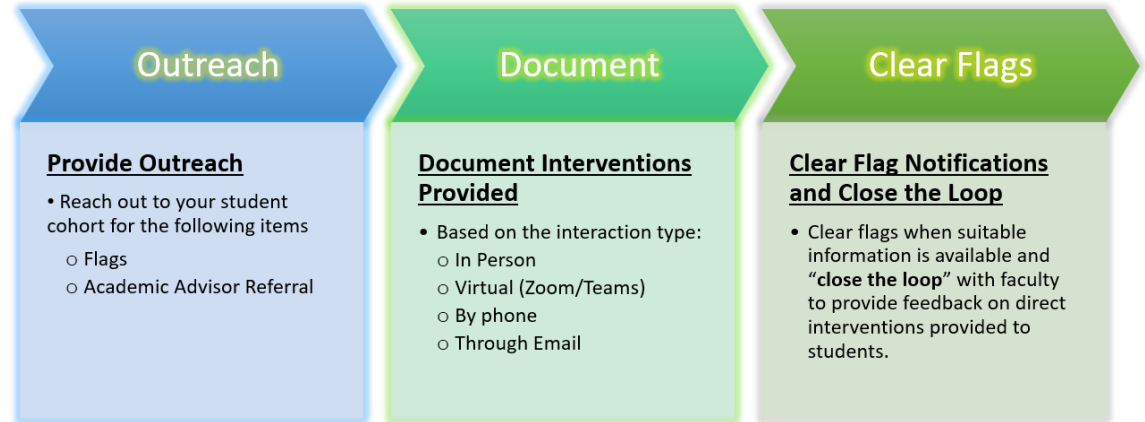 Outreach
Provide Outreach
• Reach out to your student
cohort for the following items
o Flags
o Academic Advisor Referral
Document
Document Interventions
Provided
• Based on the interaction type:
o In Person
o Virtual (Zoom/Teams)
o By phone
o Through Email
Clear Flags
Clear Flag Notifications
and Close the Loop
• Clear flags when suitable
information is available and
“close the loop” with faculty
to provide feedback on direct
interventions provided to
students.